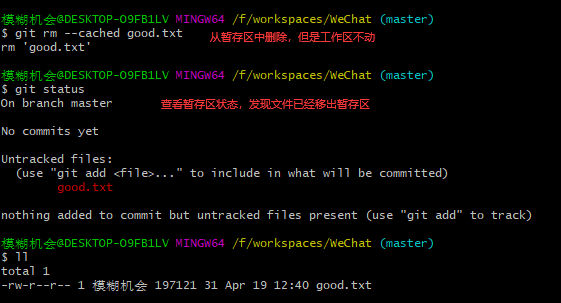 模糊机会@DESKTOP-O9FB1LV MINGW64 /f/workspaces/WeChat (master)
$ git rm --cached good.txt 从暂存区中删除，但是工作区不动
rm 'good.txt'
模糊机会@DESKTOP-O9FB1LV MINGW64 /f/workspaces/WeChat (master)
$ git status
On branch master 查看暂存区状态，发现文件已经移出暂存区
No commits yet
Untracked files:
(use "git add <file>..." to include in what will be committed)
good.txt
nothing added to commit but untracked files present (use "git add" to track)
模糊机会@DESKTOP-O9FB1LV MINGW64 /f/workspaces/WeChat (master)
$ ll
total 1
-rw-r--r-- 1 模糊机会 197121 31 Apr 19 12:40 good.txt